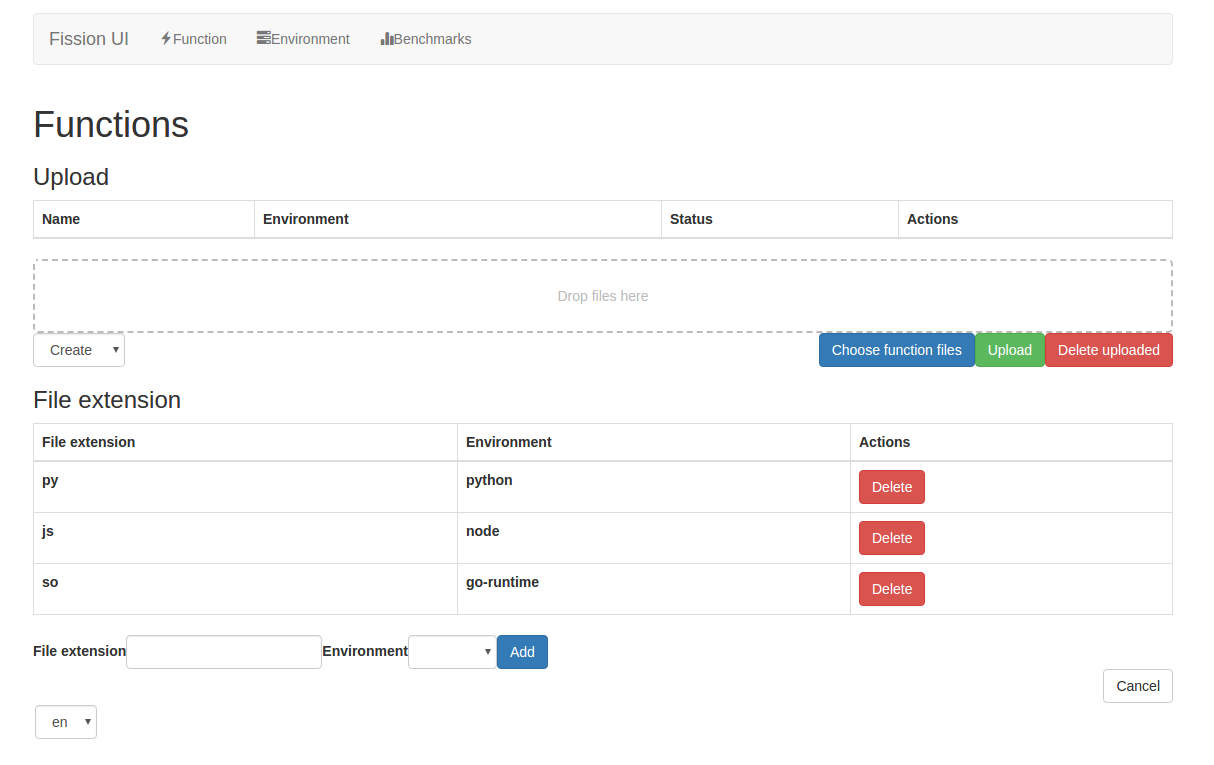 Fission UI Function Environment Benchmarks
Functions
Upload
Name Environment Status Actions
Drop files here
Create Choose function files Upload Delete uploaded
File extension
File extension Environment Actions
py python Delete
js node Delete
so go-runtime Delete
File extension Environment Add
Cancel
en